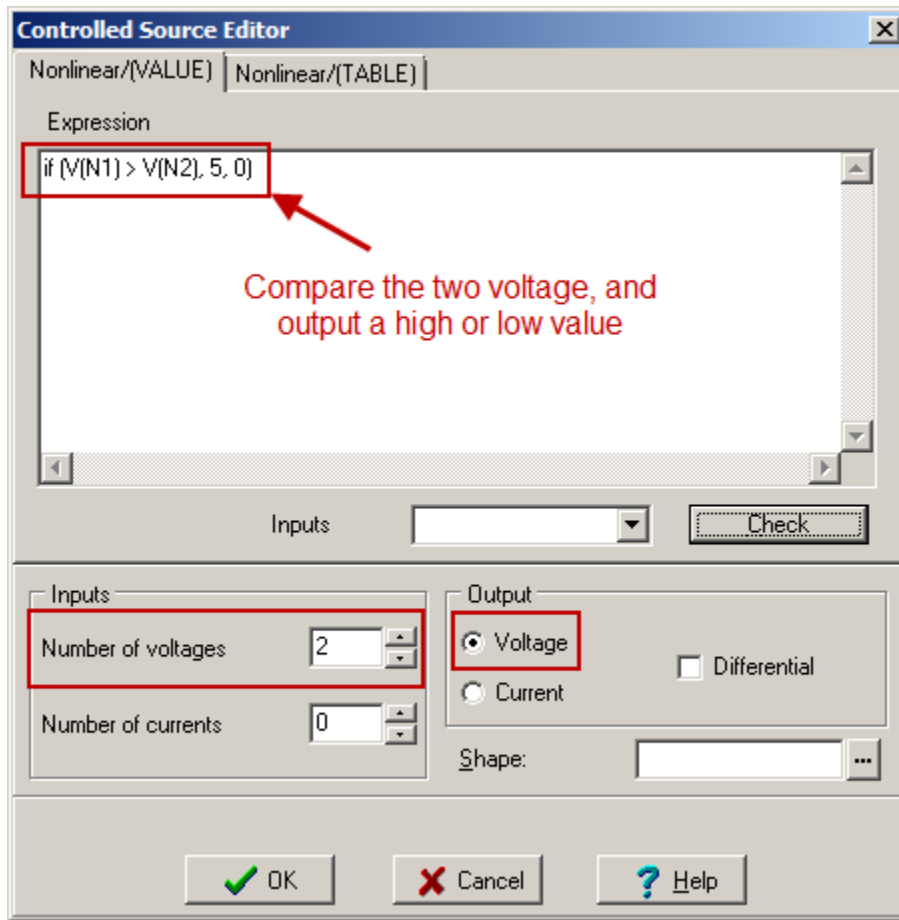 Controlled Source Editor
Nonlinear/(VALUE) Nonlinear/(TABLE)
Expression
if (V(N1) > V(N2), 5, 0)
Compare the two voltage, and
output a high or low value
Inputs Check
Inputs Output
Number of voltages 2 Voltage
Differential
Current
Number of currents 0
Shape: ...
OK Cancel ? Help